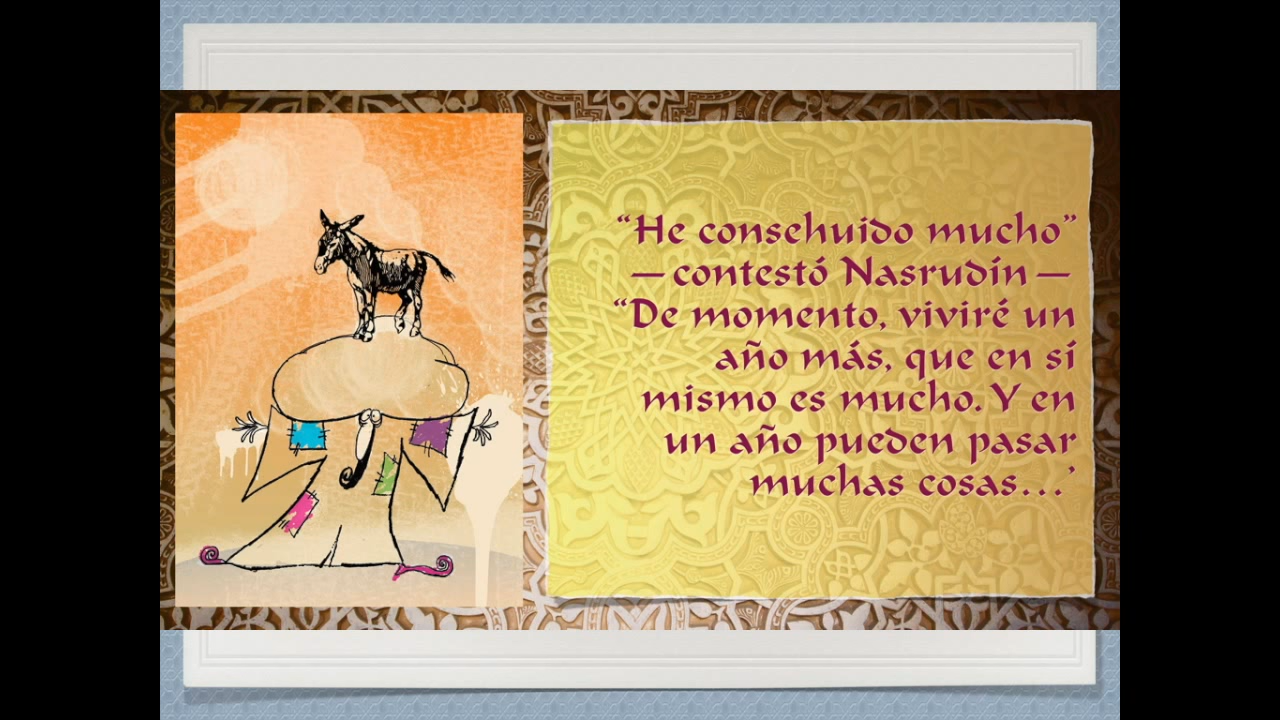 “He consehuido mucho”
— contestó Nasrudín —
“De momento, viviré un
año más, que en sí
mismo es mucho. Y en
un año pueden pasar
muchas cosas…’